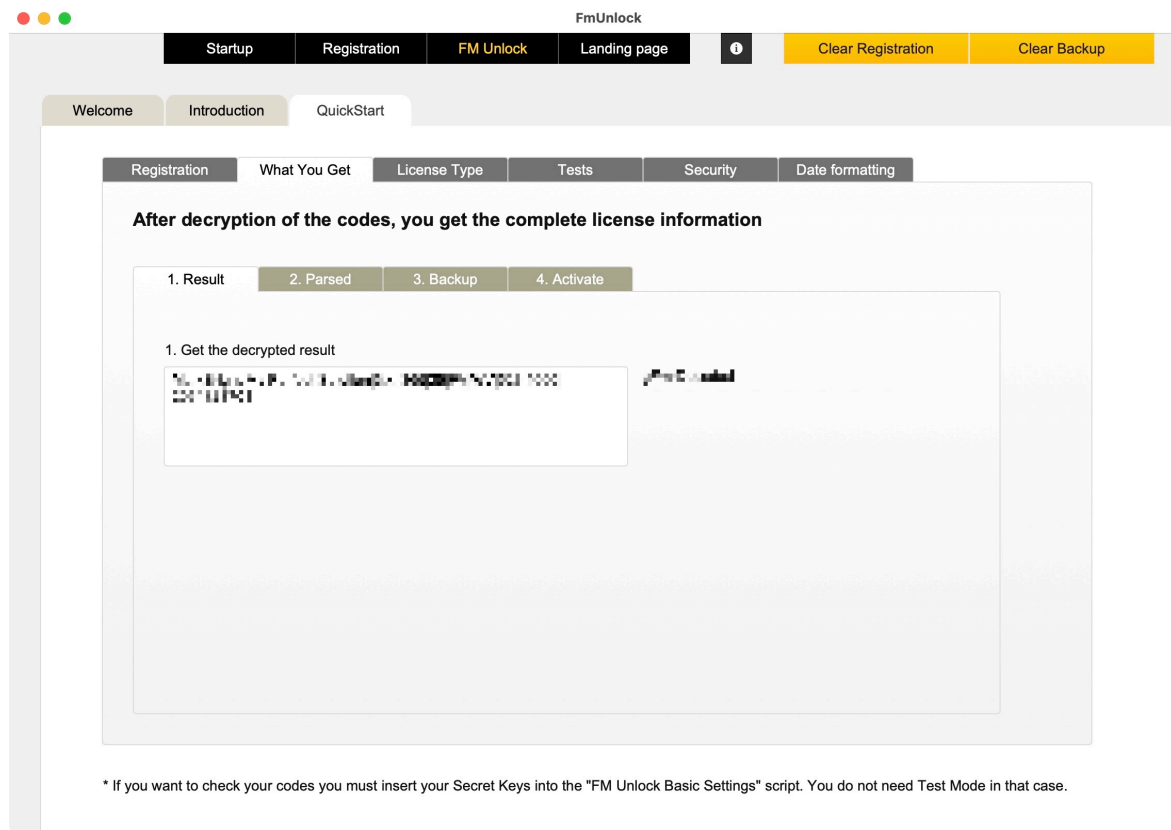 FmUnlock
Startup Registration FM Unlock Landing page i Clear Registration Clear Backup
Welcome Introduction QuickStart
Registration What You Get License Type Tests Security Date formatting
After decryption of the codes, you get the complete license information
1. Result 2. Parsed 3. Backup 4. Activate
1. Get the decrypted result
* If you want to check your codes you must insert your Secret Keys into the "FM Unlock Basic Settings" script. You do not need Test Mode in that case.